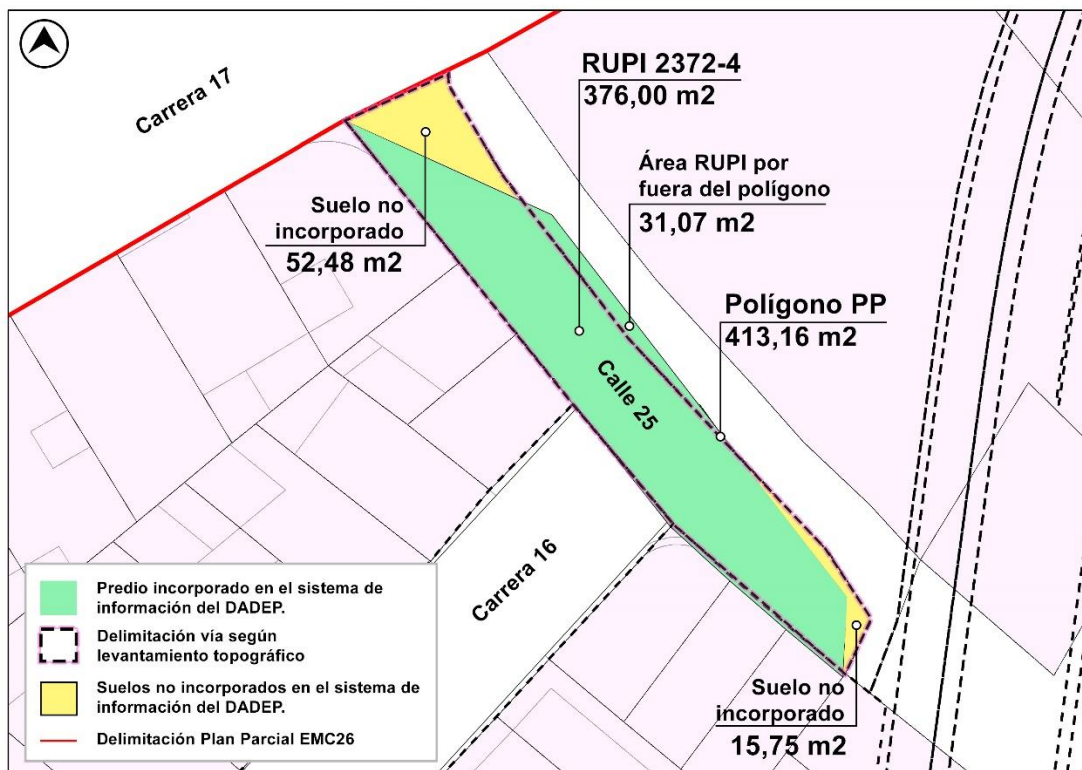 Carrera 17
RUPI 2372-4
376,00 m2
Área RUPI por
fuera del polígono
31,07 m2
Suelo no
incorporado
52,48 m2
Polígono PP
413,16 m2
Calle 25
Carrera 16
Suelo no
incorporado
15,75 m2
Predio incorporado en el sistema de
información del DADEP.
Delimitación vía según
levantamiento topográfico
Suelos no incorporados en el sistema de
información del DADEP.
Delimitación Plan Parcial EMC26